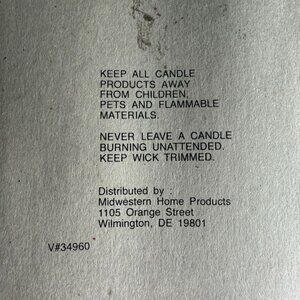 KEEP ALL CANDLE
PRODUCTS AWAY
FROM CHILDREN,
PETS AND FLAMMABLE
MATERIALS.
NEVER LEAVE A CANDLE
BURNING UNATTENDED.
KEEP WICK TRIMMED.
Distributed by :
Midwestern Home Products
1105 Orange Street
Wilmington, DE 19801
V#34960